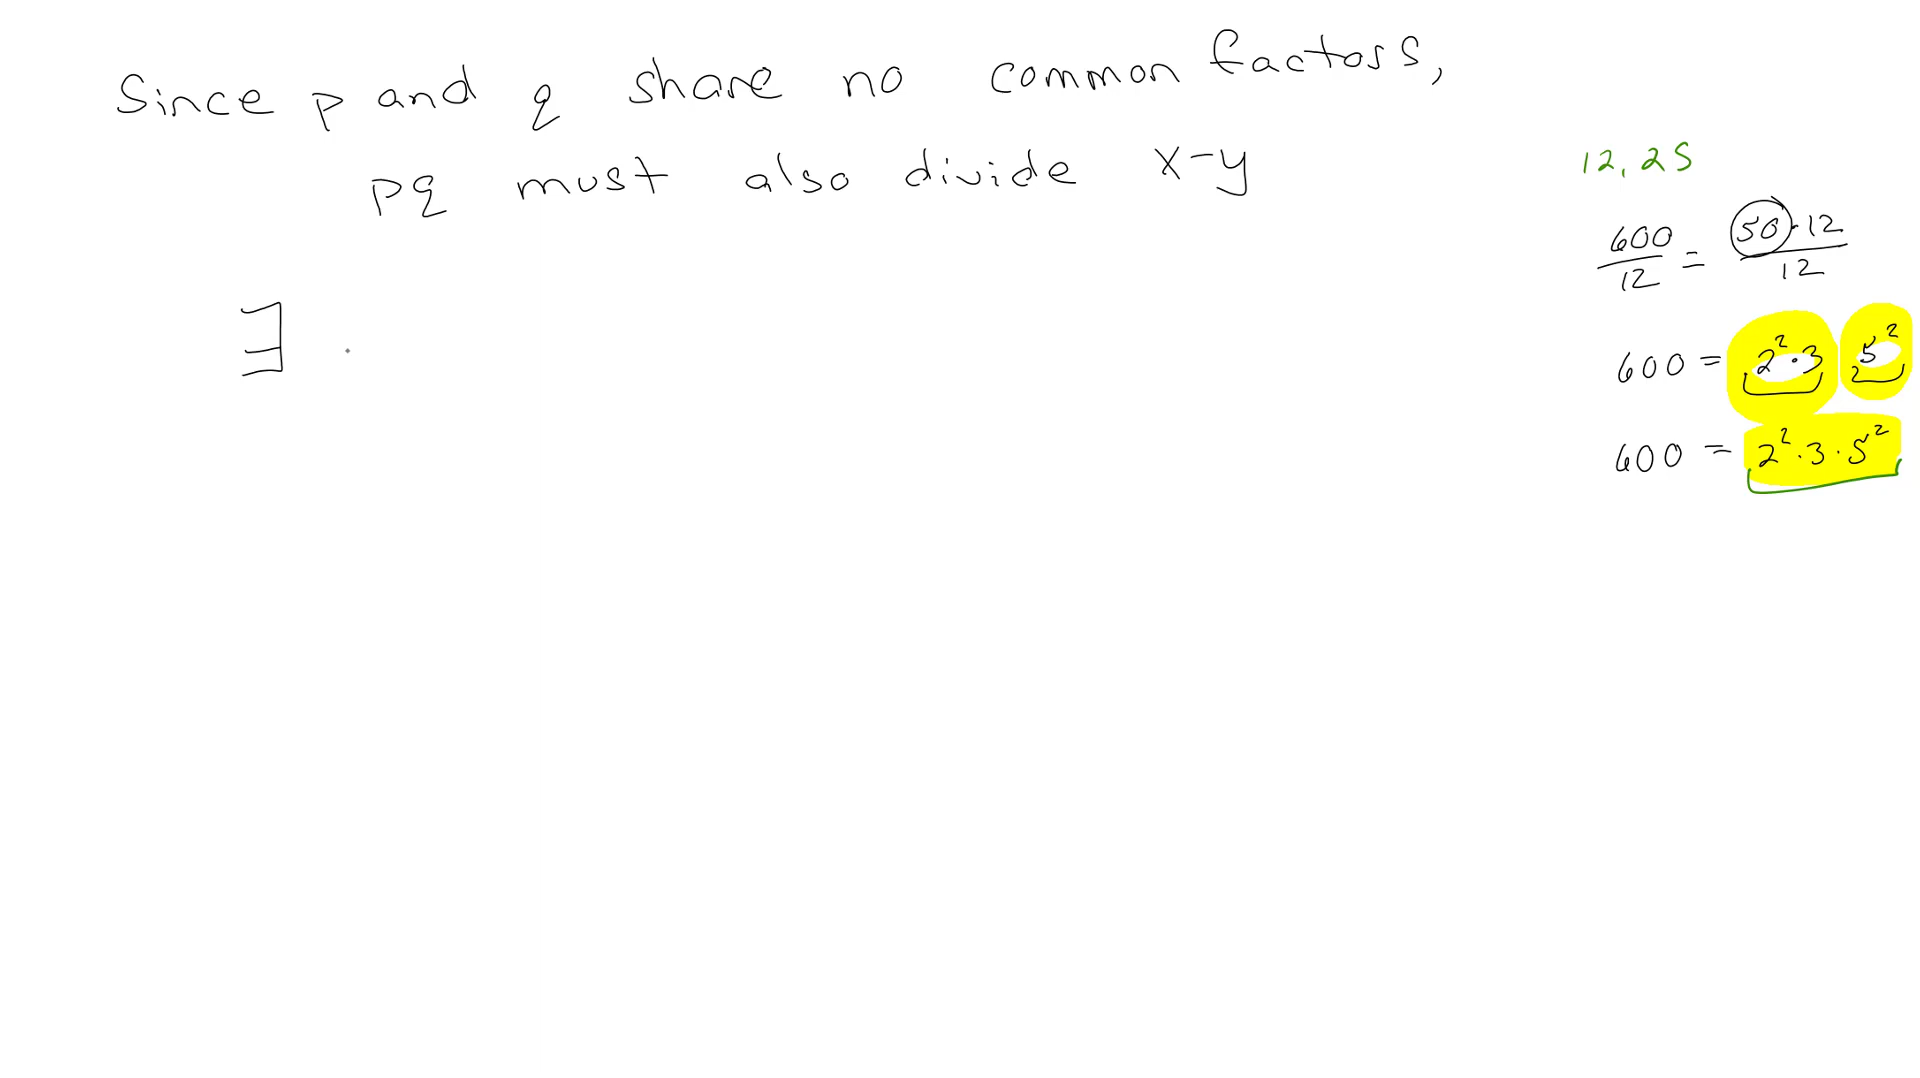 Since p and q share no common factors,
pq must also divide x-y
∃ .
12, 25
600/12 = 50·12/12
600 = 2²·3 5²
2
600 = 2²·3·5²